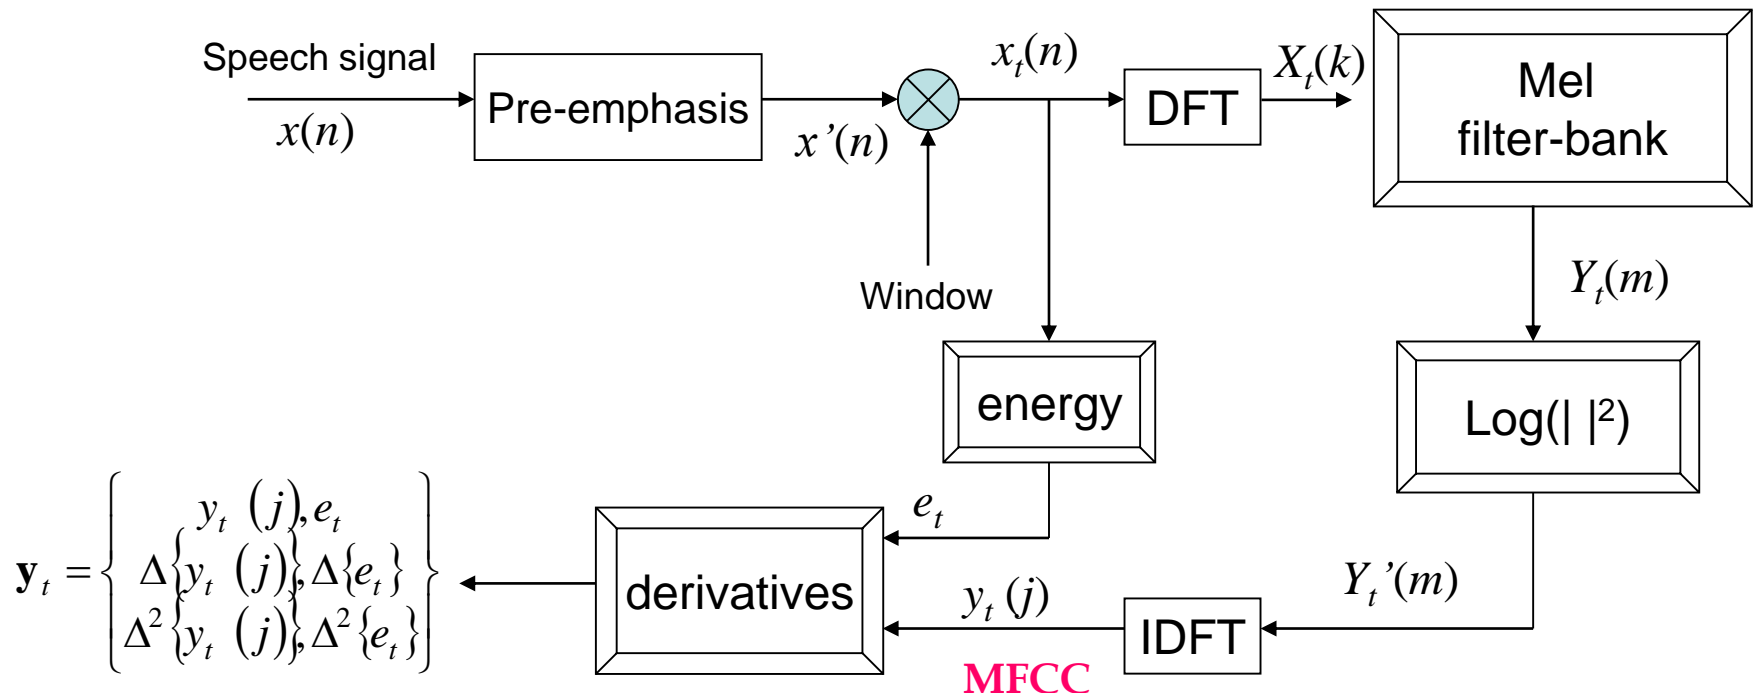 Speech signal
x(n)
Pre-emphasis
x’(n)
Window
x_t(n)
DFT
X_t(k)
Mel
filter-bank
Y_t(m)
Log(| |²)
Y_t’(m)
IDFT
y_t (j)
MFCC
energy
e_t
derivatives
y_t = { y_t (j), e_t
Δ{y_t (j)}, Δ{e_t}
Δ²{y_t (j)}, Δ²{e_t} }